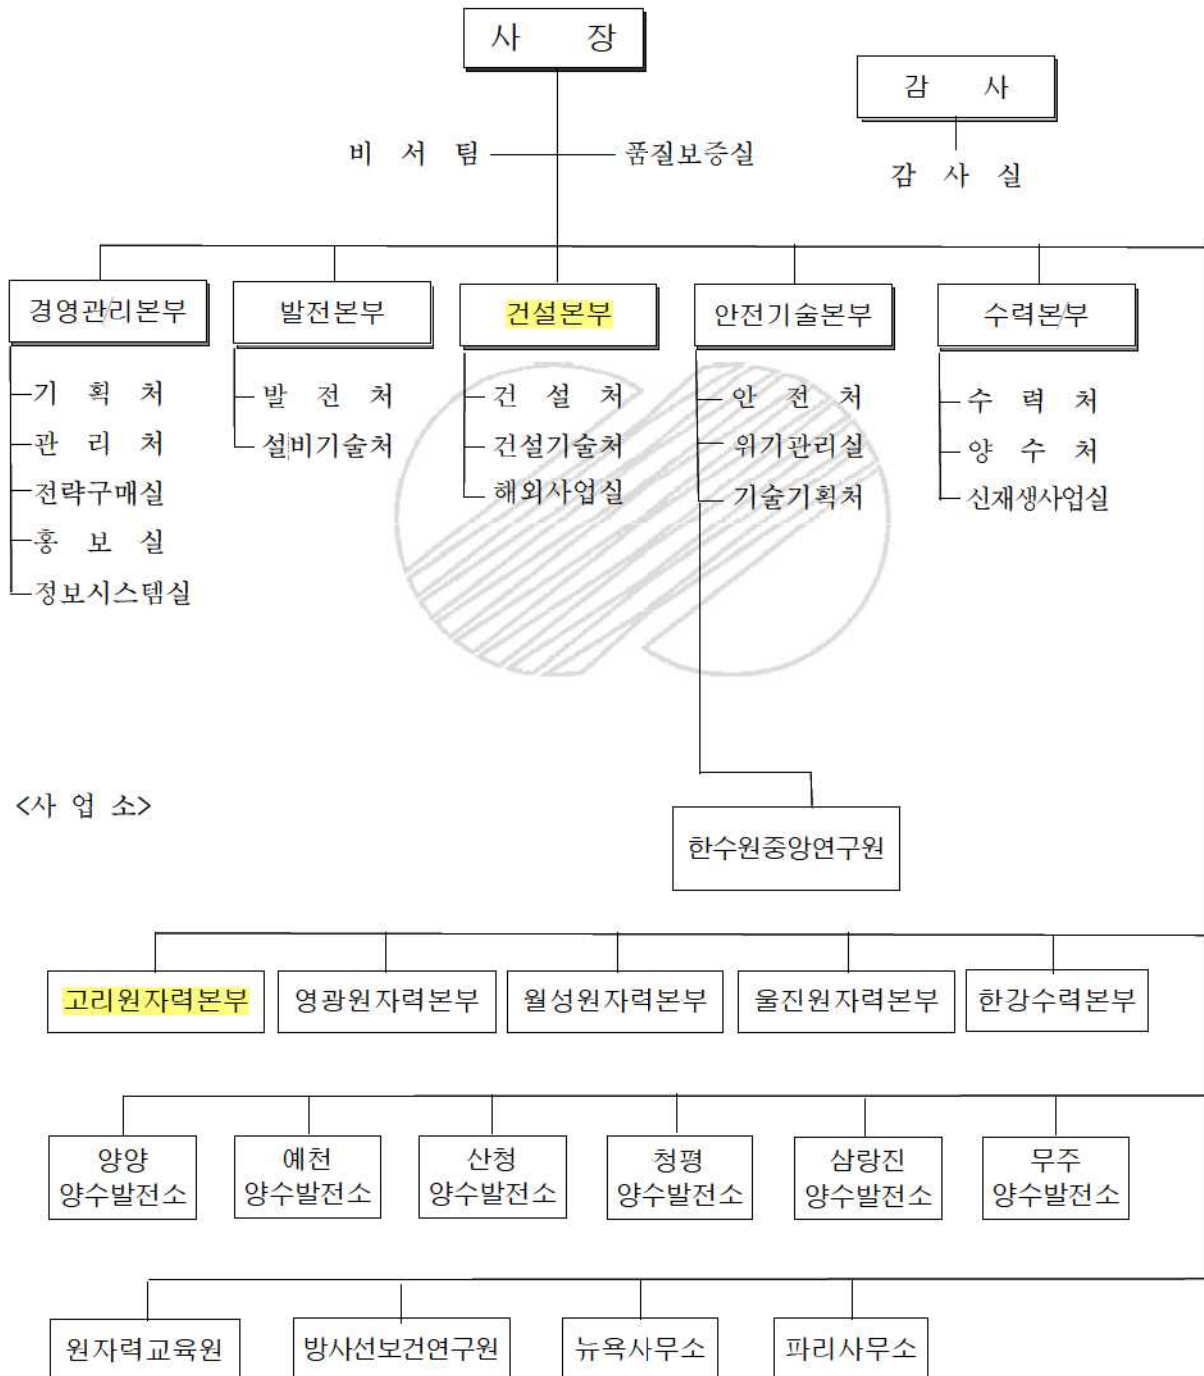 사 장
감 사
비 서 팀
품질보증실
감 사 실
경영관리본부
발전본부
건설본부
안전기술본부
수력본부
기 획 처
관 리 처
전략구매실
홍 보 실
정보시스템실
발 전 처
설비기술처
건 설 처
건설기술처
해외사업실
안 전 처
위기관리실
기술기획처
수 력 처
양 수 처
신재생사업실
<사 업 소>
한수원중앙연구원
고리원자력본부
영광원자력본부
월성원자력본부
울진원자력본부
한강수력본부
양양
양수발전소
예천
양수발전소
산청
양수발전소
청평
양수발전소
삼랑진
양수발전소
무주
양수발전소
원자력교육원
방사선보건연구원
뉴욕사무소
파리사무소